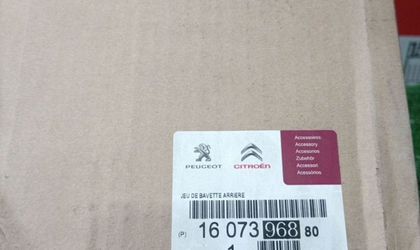 PEUGEOT
CITROËN
Accessoires
Accessory
Accesorios
Zubehör
Accessori
Acessórios
JEU DE BAVETTE ARRIERE
(P) 16 073 968 80
1